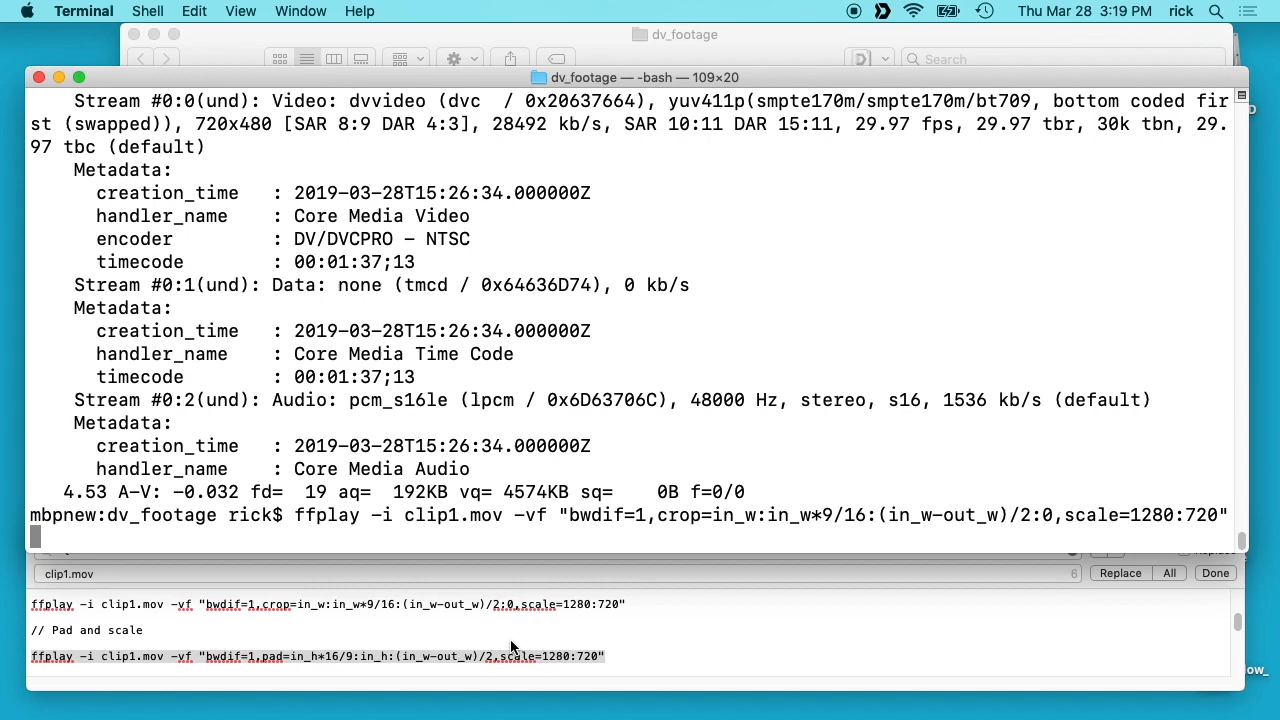 Terminal Shell Edit View Window Help Thu Mar 28 3:19 PM rick
dv_footage
Search
dv_footage — -bash — 109×20
Stream #0:0(und): Video: dvvideo (dvc / 0x20637664), yuv411p(smpte170m/smpte170m/bt709, bottom coded fir
st (swapped)), 720x480 [SAR 8:9 DAR 4:3], 28492 kb/s, SAR 10:11 DAR 15:11, 29.97 fps, 29.97 tbr, 30k tbn, 29.
97 tbc (default)
Metadata:
creation_time : 2019-03-28T15:26:34.000000Z
handler_name : Core Media Video
encoder : DV/DVCPRO - NTSC
timecode : 00:01:37;13
Stream #0:1(und): Data: none (tmcd / 0x64636D74), 0 kb/s
Metadata:
creation_time : 2019-03-28T15:26:34.000000Z
handler_name : Core Media Time Code
timecode : 00:01:37;13
Stream #0:2(und): Audio: pcm_s16le (lpcm / 0x6D63706C), 48000 Hz, stereo, s16, 1536 kb/s (default)
Metadata:
creation_time : 2019-03-28T15:26:34.000000Z
handler_name : Core Media Audio
4.53 A-V: -0.032 fd= 19 aq= 192KB vq= 4574KB sq= 0B f=0/0
mbpnew:dv_footage rick$ ffplay -i clip1.mov -vf "bwdif=1,crop=in_w:in_w*9/16:(in_w-out_w)/2:0,scale=1280:720"
clip1.mov 6 Replace All Done
ffplay -i clip1.mov -vf "bwdif=1,crop=in_w:in_w*9/16:(in_w-out_w)/2:0,scale=1280:720"
// Pad and scale
ffplay -i clip1.mov -vf "bwdif=1,pad=in_h*16/9:in_h:(in_w-out_w)/2,scale=1280:720"